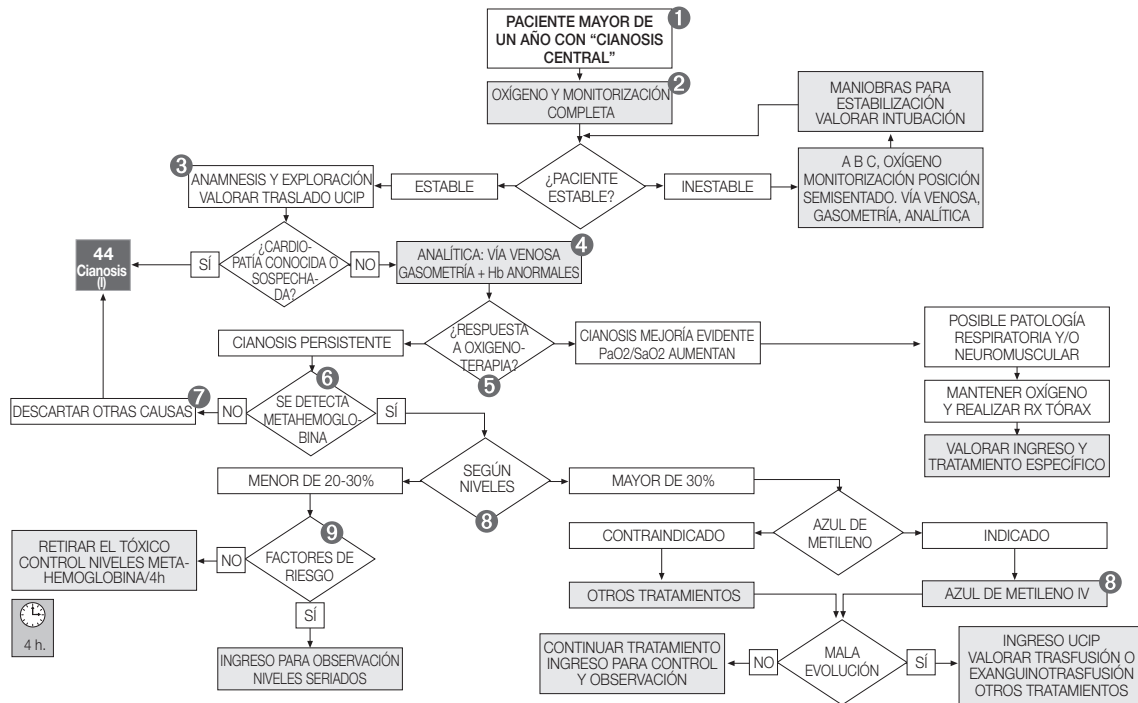 PACIENTE MAYOR DE
UN AÑO CON “CIANOSIS
CENTRAL”
1
OXÍGENO Y MONITORIZACIÓN
COMPLETA
2
MANIOBRAS PARA
ESTABILIZACIÓN
VALORAR INTUBACIÓN
3
ANAMNESIS Y EXPLORACIÓN
VALORAR TRASLADO UCIP
ESTABLE
¿PACIENTE
ESTABLE?
INESTABLE
A B C, OXÍGENO
MONITORIZACIÓN POSICIÓN
SEMISENTADO. VÍA VENOSA,
GASOMETRÍA, ANALÍTICA
44
Cianosis
(I)
SÍ
¿CARDIO-
PATÍA CONOCIDA O
SOSPECHA-
DA?
NO
ANALÍTICA: VÍA VENOSA
GASOMETRÍA + Hb ANORMALES
4
CIANOSIS PERSISTENTE
¿RESPUESTA
A OXIGENO-
TERAPIA?
5
CIANOSIS MEJORÍA EVIDENTE
PaO2/SaO2 AUMENTAN
POSIBLE PATOLOGÍA
RESPIRATORIA Y/O
NEUROMUSCULAR
MANTENER OXÍGENO
Y REALIZAR RX TÓRAX
VALORAR INGRESO Y
TRATAMIENTO ESPECÍFICO
7
DESCARTAR OTRAS CAUSAS
NO
6
SE DETECTA
METAHEMOGLO-
BINA
SÍ
MENOR DE 20-30%
SEGÚN
NIVELES
8
MAYOR DE 30%
RETIRAR EL TÓXICO
CONTROL NIVELES META-
HEMOGLOBINA/4h
NO
9
FACTORES DE
RIESGO
CONTRAINDICADO
AZUL DE
METILENO
INDICADO
4 h.
SÍ
OTROS TRATAMIENTOS
AZUL DE METILENO IV
8
INGRESO PARA OBSERVACIÓN
NIVELES SERIADOS
CONTINUAR TRATAMIENTO
INGRESO PARA CONTROL
Y OBSERVACIÓN
NO
MALA
EVOLUCIÓN
SÍ
INGRESO UCIP
VALORAR TRASFUSIÓN O
EXANGUINOTRASFUSIÓN
OTROS TRATAMIENTOS